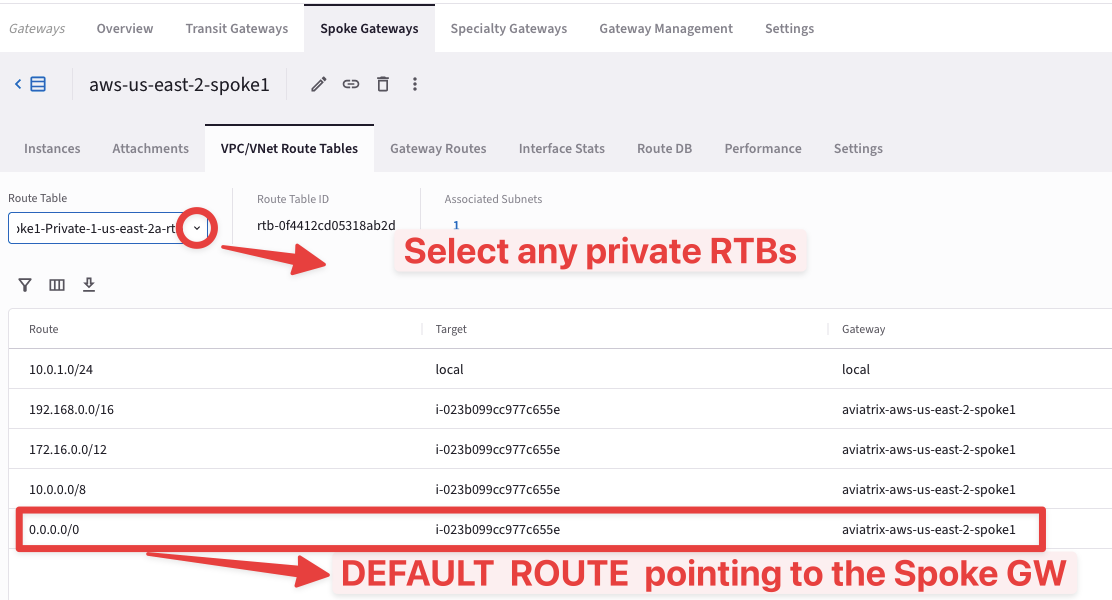 Gateways Overview Transit Gateways Spoke Gateways Specialty Gateways Gateway Management Settings
aws-us-east-2-spoke1
Instances Attachments VPC/VNet Route Tables Gateway Routes Interface Stats Route DB Performance Settings
Route Table Route Table ID Associated Subnets
oke1-Private-1-us-east-2a-rt rtb-0f4412cd05318ab2d 1
Select any private RTBs
Route Target Gateway
10.0.1.0/24 local local
192.168.0.0/16 i-023b099cc977c655e aviatrix-aws-us-east-2-spoke1
172.16.0.0/12 i-023b099cc977c655e aviatrix-aws-us-east-2-spoke1
10.0.0.0/8 i-023b099cc977c655e aviatrix-aws-us-east-2-spoke1
0.0.0.0/0 i-023b099cc977c655e aviatrix-aws-us-east-2-spoke1
DEFAULT ROUTE pointing to the Spoke GW